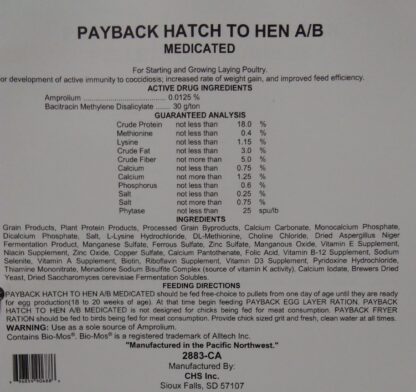 PAYBACK HATCH TO HEN A/B
MEDICATED
For Starting and Growing Laying Poultry.
or development of active immunity to coccidiosis; increased rate of weight gain, and improved feed efficiency.
ACTIVE DRUG INGREDIENTS
Amprolium .............................. 0.0125 %
Bacitracin Methylene Disalicylate ....... 30 g/ton
GUARANTEED ANALYSIS
Crude Protein not less than 18.0 %
Methionine not less than 0.4 %
Lysine not less than 1.15 %
Crude Fat not less than 3.0 %
Crude Fiber not more than 5.0 %
Calcium not less than 0.75 %
Calcium not more than 1.25 %
Phosphorus not less than 0.6 %
Salt not less than 0.25 %
Salt not more than 0.75 %
Phytase not less than 25 spu/lb
INGREDIENTS
Grain Products, Plant Protein Products, Processed Grain Byproducts, Calcium Carbonate, Monocalcium Phosphate,
Dicalcium Phosphate, Salt, L-Lysine Hydrochloride, DL-Methionine, Choline Chloride, Dried Aspergillus Niger
Fermentation Product, Manganese Sulfate, Ferrous Sulfate, Zinc Sulfate, Manganous Oxide, Vitamin E Supplement,
Niacin Supplement, Zinc Oxide, Copper Sulfate, Calcium Pantothenate, Folic Acid, Vitamin B-12 Supplement, Sodium
Selenite, Vitamin A Supplement, Biotin, Riboflavin Supplement, Vitamin D3 Supplement, Pyridoxine Hydrochloride,
Thiamine Mononitrate, Menadione Sodium Bisulfite Complex (source of vitamin K activity), Calcium Iodate, Brewers Dried
Yeast, Dried Saccharomyces cerevisiae Fermentation Solubles.
FEEDING DIRECTIONS
PAYBACK HATCH TO HEN A/B MEDICATED should be fed free-choice to pullets from one day of age until they are ready
for egg production(18 to 20 weeks of age). At that time begin feeding PAYBACK EGG LAYER RATION. PAYBACK
HATCH TO HEN A/B MEDICATED is not designed for chicks being fed for meat consumption. PAYBACK FRYER
RATION should be fed to birds being fed for meat consumption. Provide chick sized grit and fresh, clean water at all times.
WARNING: Use as a sole source of Amprolium.
Contains Bio-Mos®. Bio-Mos® is a registered trademark of Alltech Inc.
"Manufactured in the Pacific Northwest."
2883-CA
Manufactured By:
CHS Inc.
Sioux Falls, SD 57107